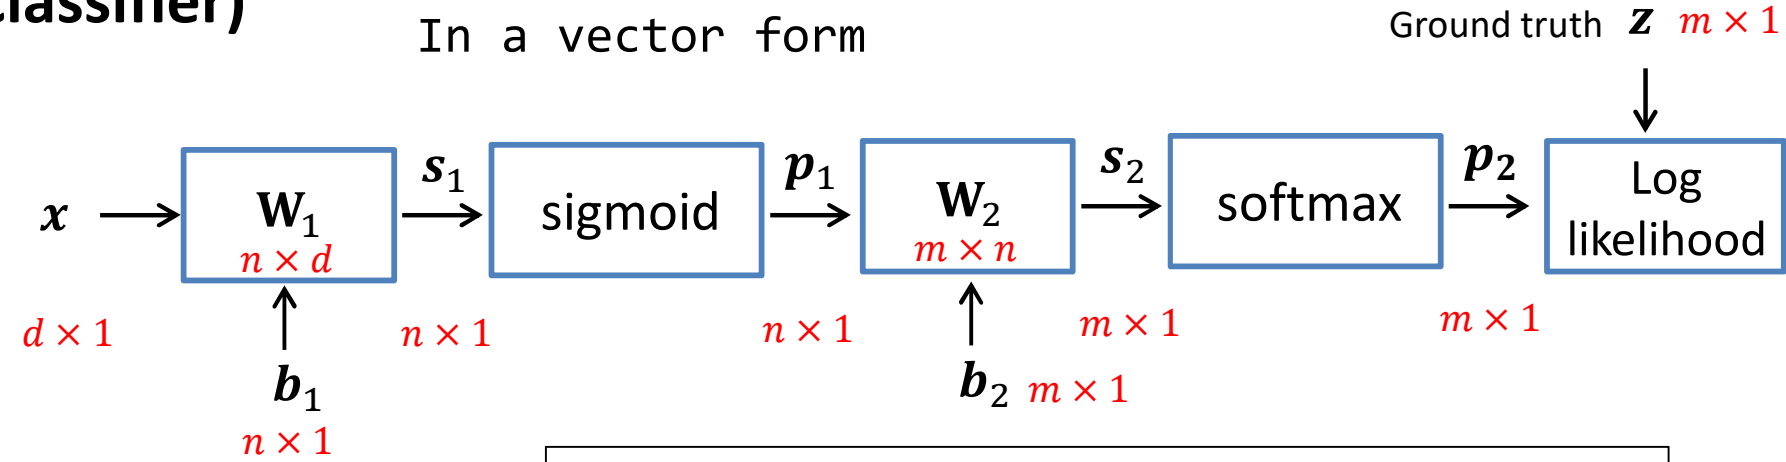 classifier)
In a vector form
Ground truth z m × 1
x
W₁
n × d
s₁
sigmoid
p₁
W₂
m × n
s₂
softmax
p₂
Log
likelihood
d × 1
n × 1
n × 1
m × 1
m × 1
b₁
n × 1
b₂ m × 1